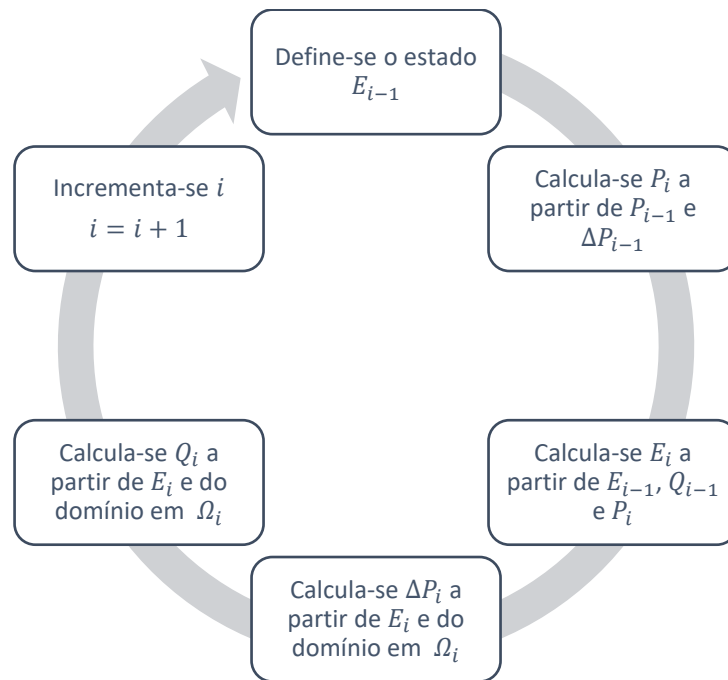 Define-se o estado
E_{i−1}
Calcula-se P_i a
partir de P_{i−1} e
ΔP_{i−1}
Calcula-se E_i a
partir de E_{i−1}, Q_{i−1}
e P_i
Calcula-se ΔP_i a
partir de E_i e do
domínio em Ω_i
Calcula-se Q_i a
partir de E_i e do
domínio em Ω_i
Incrementa-se i
i = i + 1